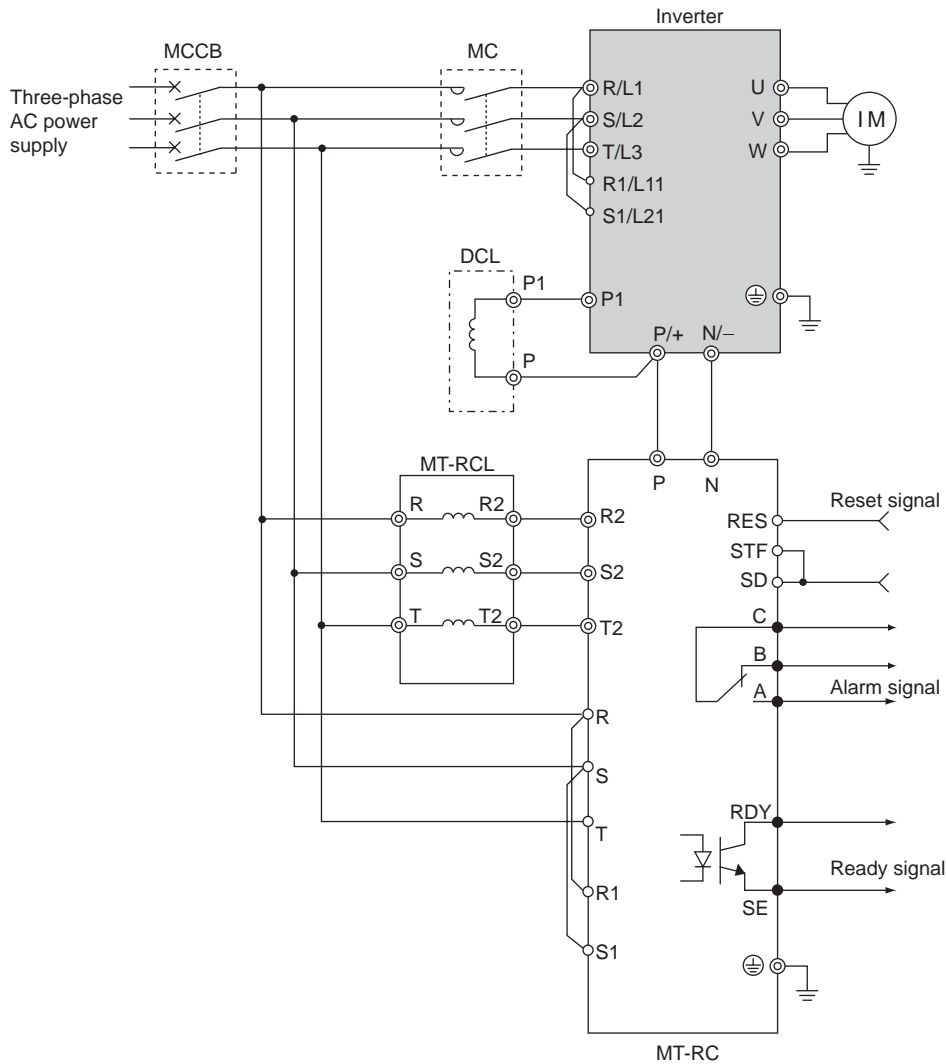 Inverter
MCCB
MC
Three-phase
AC power
supply
R/L1
S/L2
T/L3
R1/L11
S1/L21
U
V
W
IM
DCL
P1
P
P1
P/+
N/−
MT-RCL
R
R2
S
S2
T
T2
P
N
R2
S2
T2
R
S
T
R1
S1
RES
STF
SD
C
B
A
RDY
SE
Reset signal
Alarm signal
Ready signal
MT-RC